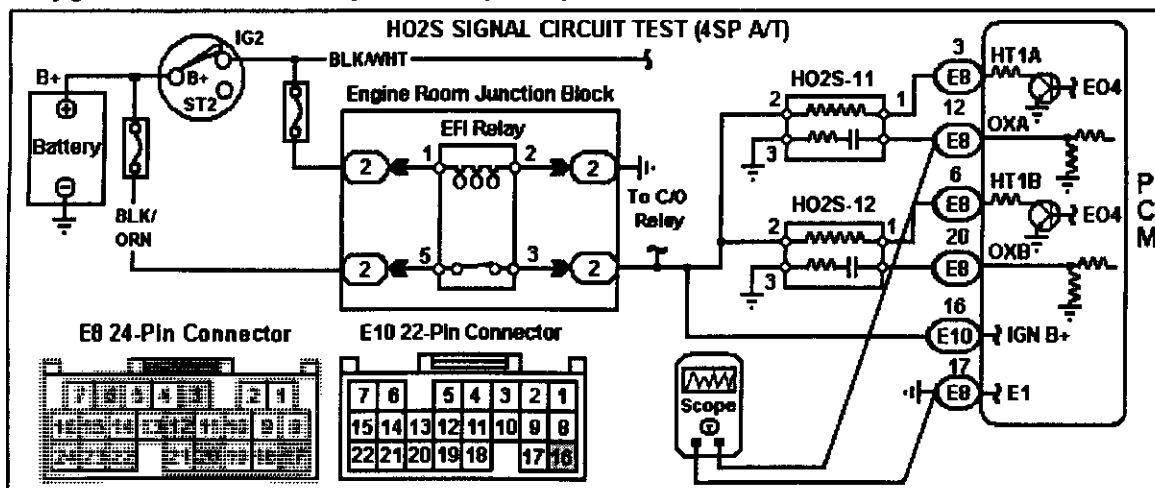 HO2S SIGNAL CIRCUIT TEST (4SP A/T)
IG2
BLK/WHT
B+
B+
ST2
Battery
BLK/
ORN
Engine Room Junction Block
EFI Relay
2 1 2 2
To C/O
Relay
2 5 3 2
HO2S-11
2 1
3
HO2S-12
2 1
3
3
E8 HT1A
EO4
12
E8 OXA
6
E8 HT1B
EO4
20
E8 OXB
16
E10 IGN B+
17
E8 E1
P
C
M
Scope
E8 24-Pin Connector
2 1
E10 22-Pin Connector
7 6 5 4 3 2 1
15 14 13 12 11 10 9 8
22 21 20 19 18 17 16